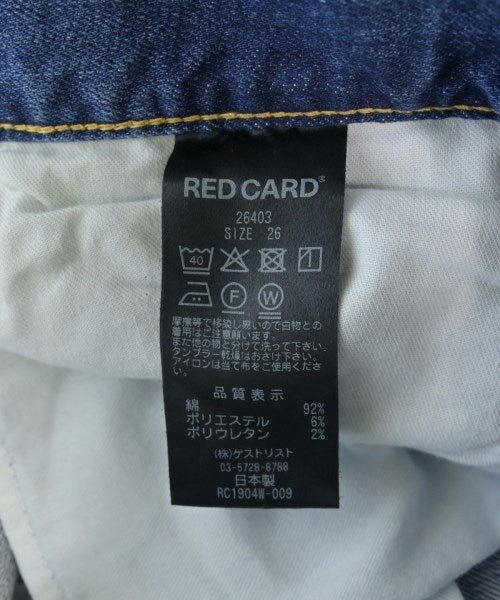 RED CARD®
26403
SIZE 26
40
F W
摩擦等で移染し易いので白物との
着用はご注意願います。
また他の物と分けて洗って下さい。
タンブラー乾燥はおさけ下さい。
アイロンは当て布をご使用くださ
い。
品質表示
綿 92%
ポリエステル 6%
ポリウレタン 2%
(株)ゲストリスト
03-5728-8788
日本製
RC1904W-009